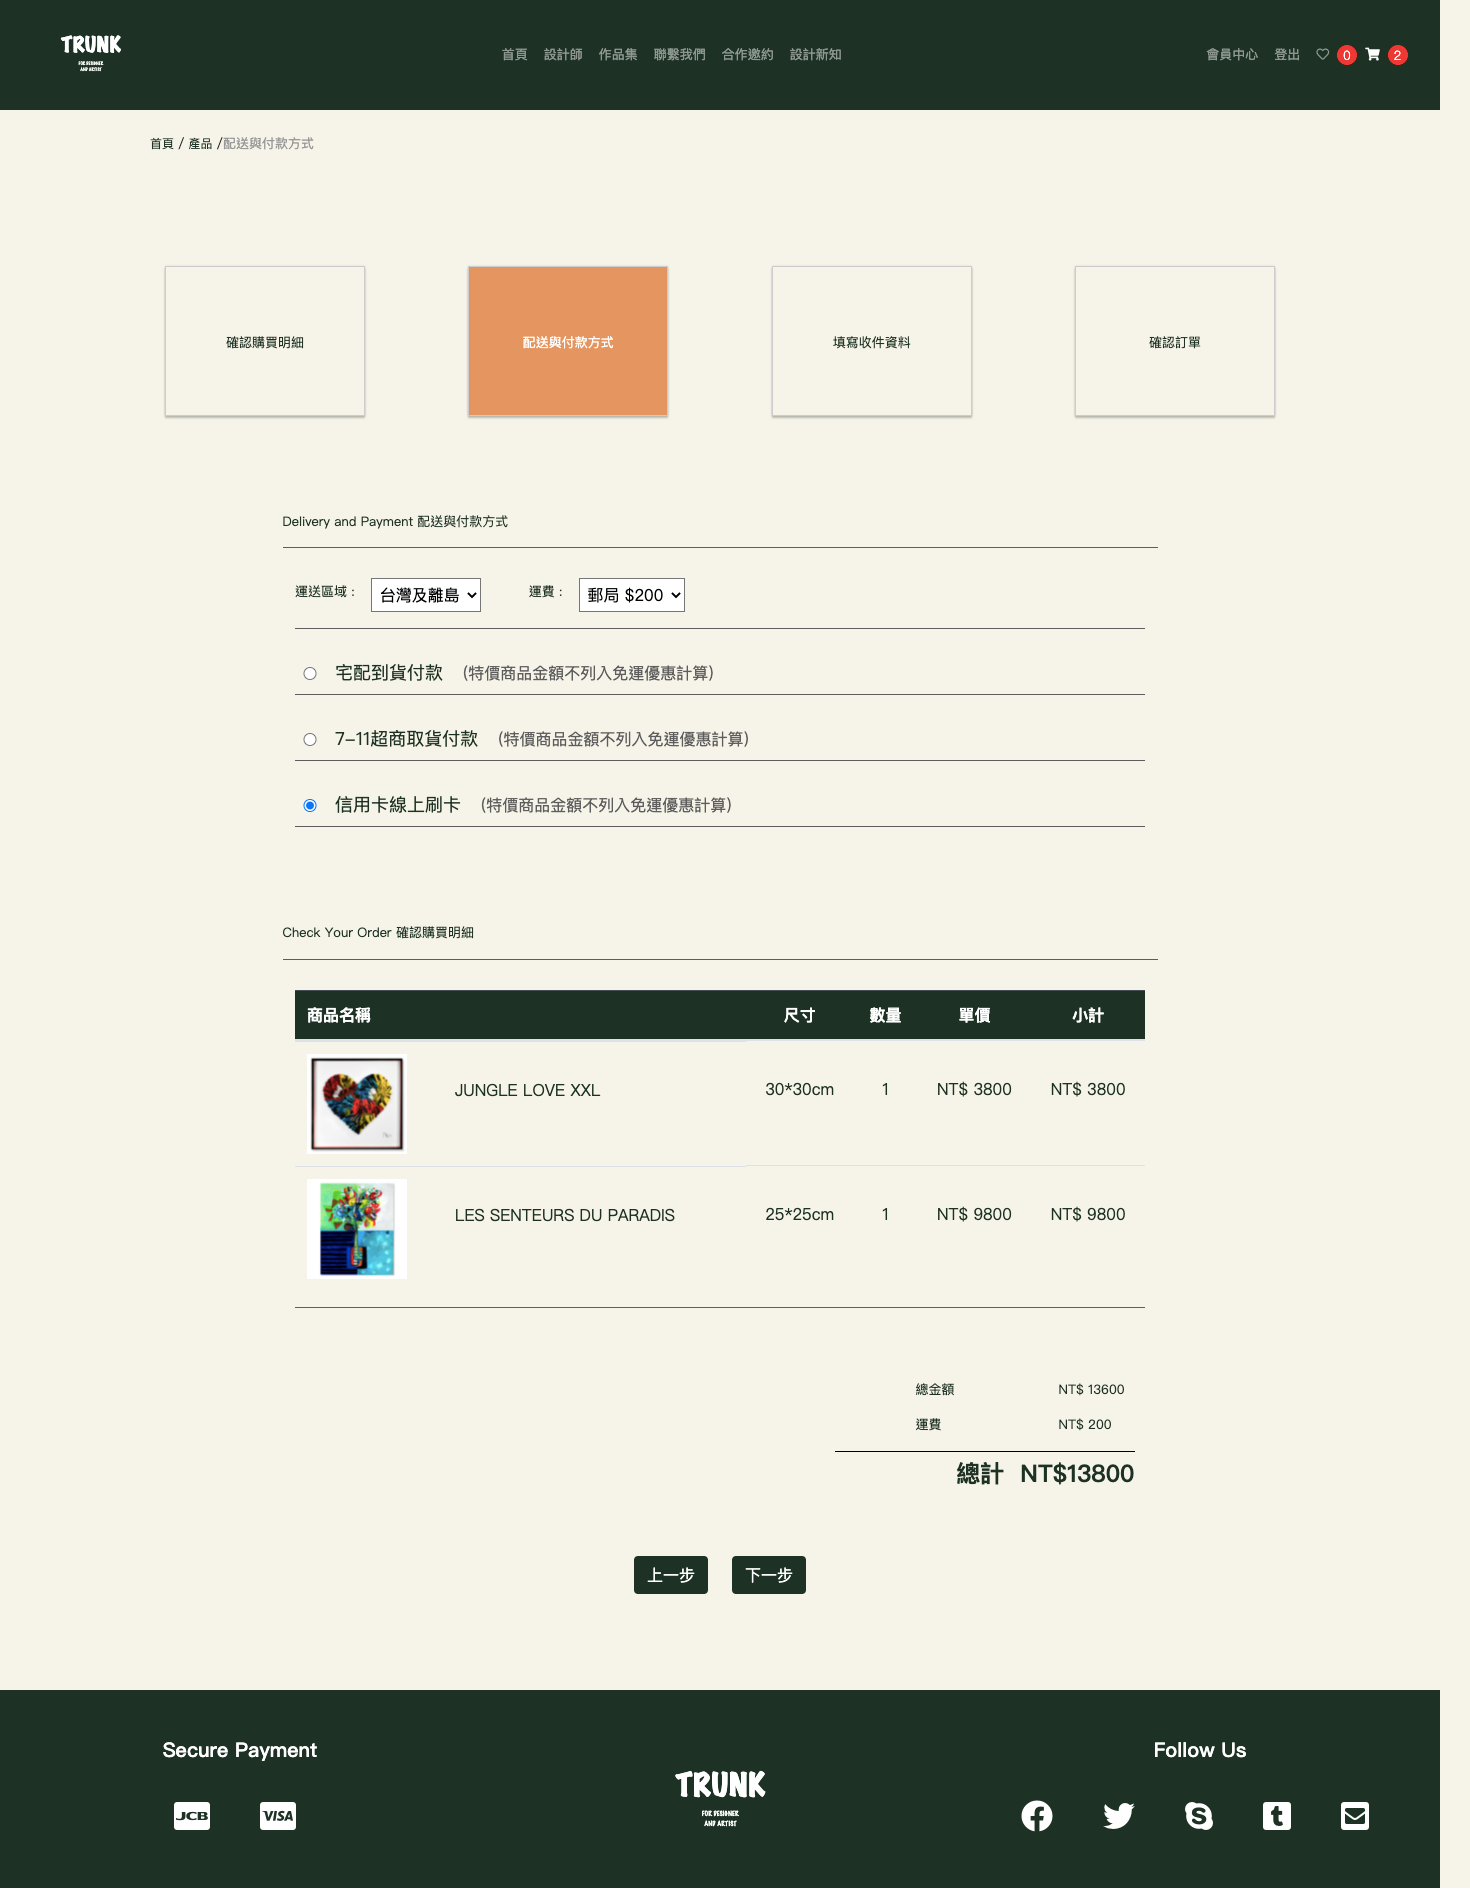 TRUNK
FOR DESIGNER
AND ARTIST
首頁 設計師 作品集 聯繫我們 合作邀約 設計新知
會員中心 登出 0 2
首頁 / 產品 /配送與付款方式
確認購買明細 配送與付款方式 填寫收件資料 確認訂單
Delivery and Payment 配送與付款方式
運送區域 : 台灣及離島 運費 : 郵局 $200
宅配到貨付款 (特價商品金額不列入免運優惠計算)
7-11超商取貨付款 (特價商品金額不列入免運優惠計算)
信用卡線上刷卡 (特價商品金額不列入免運優惠計算)
Check Your Order 確認購買明細
商品名稱 尺寸 數量 單價 小計
JUNGLE LOVE XXL 30*30cm 1 NT$ 3800 NT$ 3800
LES SENTEURS DU PARADIS 25*25cm 1 NT$ 9800 NT$ 9800
總金額 NT$ 13600
運費 NT$ 200
總計 NT$13800
上一步 下一步
Secure Payment
Follow Us
TRUNK
FOR DESIGNER
AND ARTIST
JCB VISA